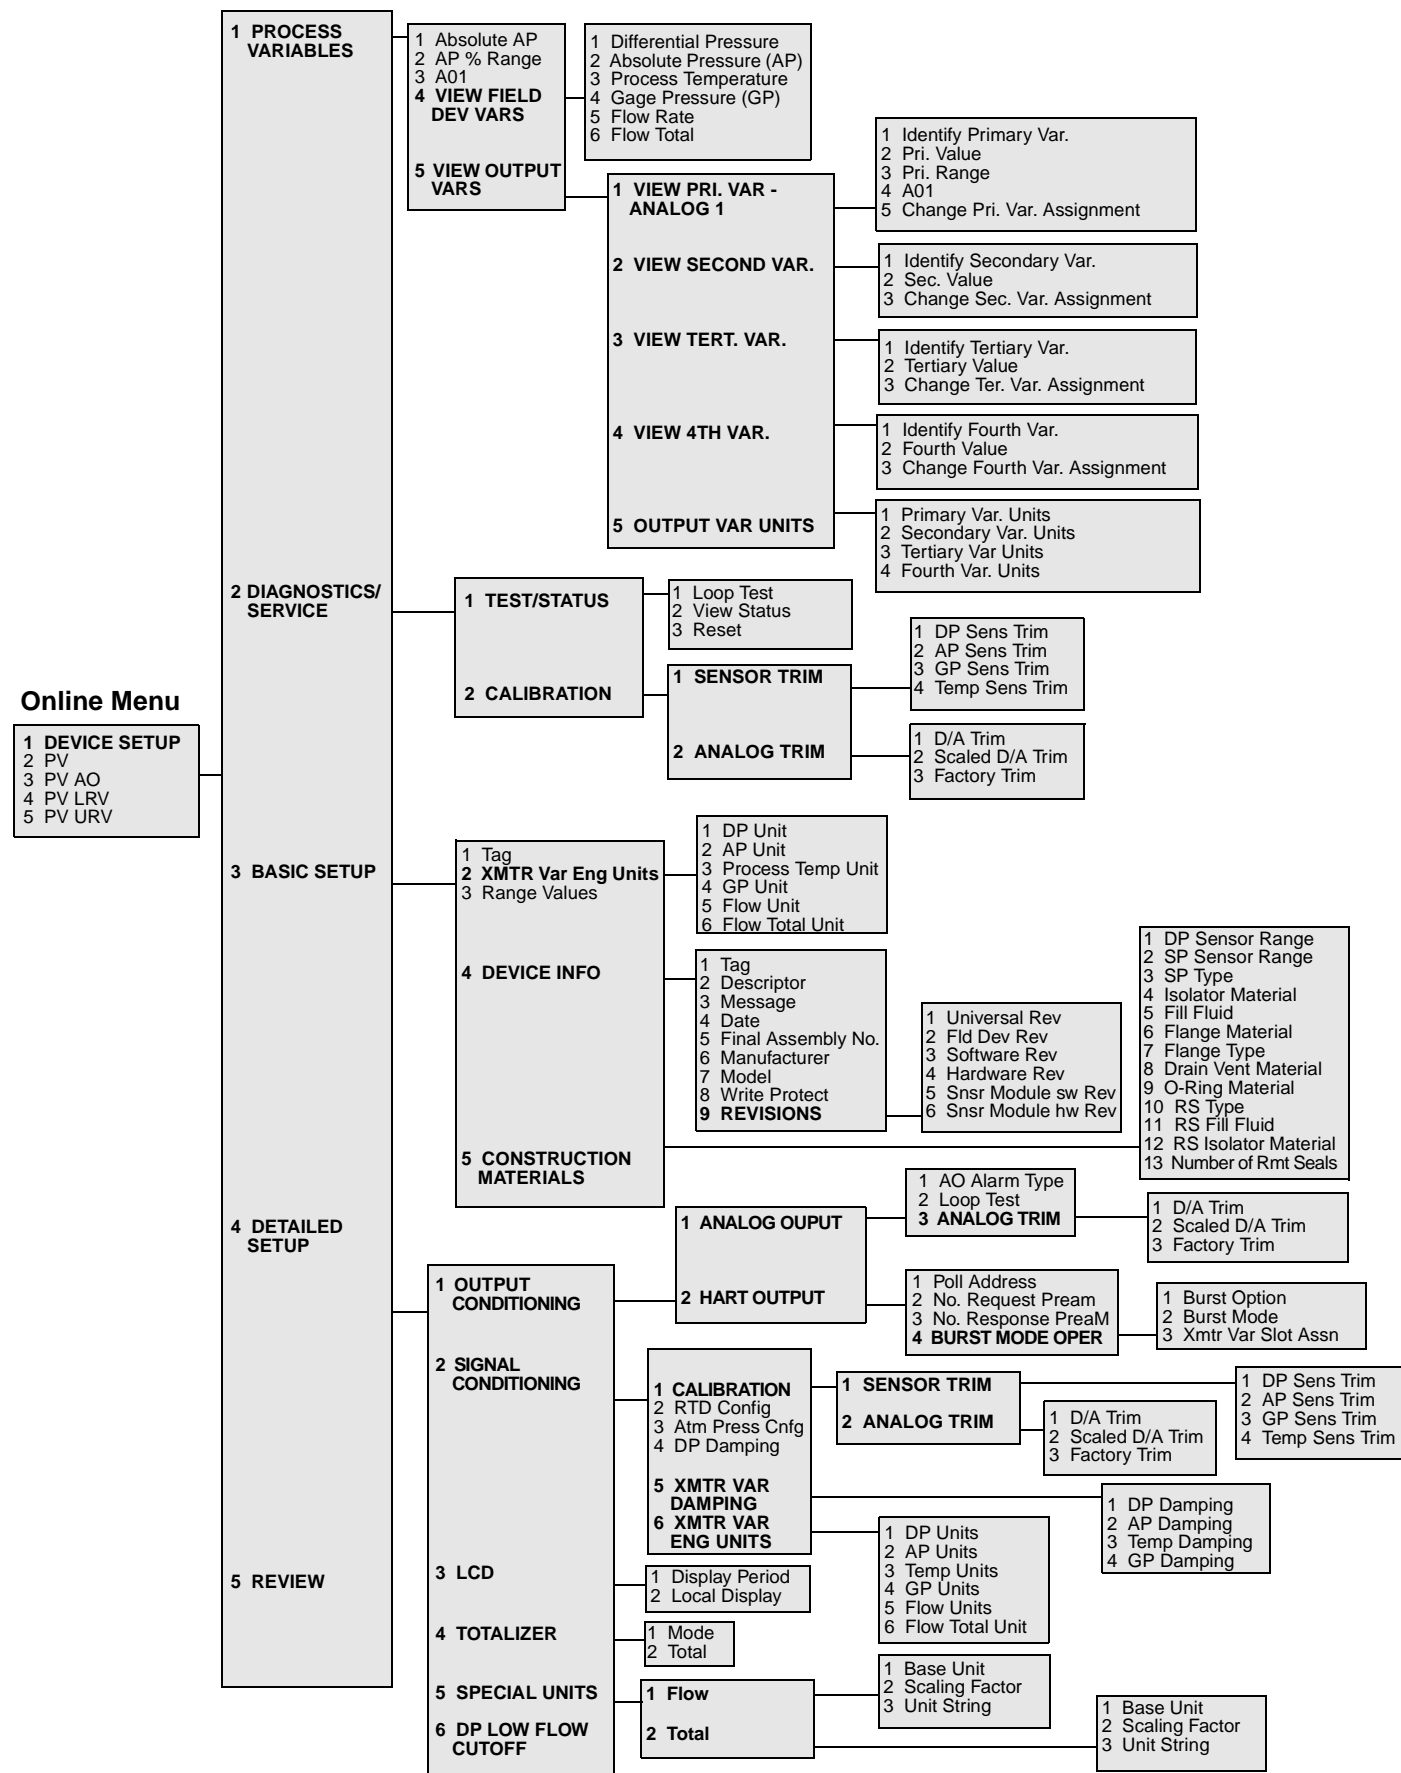 1 PROCESS
VARIABLES
1 Absolute AP
2 AP % Range
3 A01
4 VIEW FIELD
DEV VARS
5 VIEW OUTPUT
VARS
1 Differential Pressure
2 Absolute Pressure (AP)
3 Process Temperature
4 Gage Pressure (GP)
5 Flow Rate
6 Flow Total
1 VIEW PRI. VAR -
ANALOG 1
2 VIEW SECOND VAR.
3 VIEW TERT. VAR.
4 VIEW 4TH VAR.
5 OUTPUT VAR UNITS
1 Identify Primary Var.
2 Pri. Value
3 Pri. Range
4 A01
5 Change Pri. Var. Assignment
1 Identify Secondary Var.
2 Sec. Value
3 Change Sec. Var. Assignment
1 Identify Tertiary Var.
2 Tertiary Value
3 Change Ter. Var. Assignment
1 Identify Fourth Var.
2 Fourth Value
3 Change Fourth Var. Assignment
1 Primary Var. Units
2 Secondary Var. Units
3 Tertiary Var Units
4 Fourth Var. Units
2 DIAGNOSTICS/
SERVICE
1 TEST/STATUS
2 CALIBRATION
1 Loop Test
2 View Status
3 Reset
1 SENSOR TRIM
2 ANALOG TRIM
1 DP Sens Trim
2 AP Sens Trim
3 GP Sens Trim
4 Temp Sens Trim
1 D/A Trim
2 Scaled D/A Trim
3 Factory Trim
Online Menu
1 DEVICE SETUP
2 PV
3 PV AO
4 PV LRV
5 PV URV
3 BASIC SETUP
1 Tag
2 XMTR Var Eng Units
3 Range Values
4 DEVICE INFO
5 CONSTRUCTION
MATERIALS
1 DP Unit
2 AP Unit
3 Process Temp Unit
4 GP Unit
5 Flow Unit
6 Flow Total Unit
1 Tag
2 Descriptor
3 Message
4 Date
5 Final Assembly No.
6 Manufacturer
7 Model
8 Write Protect
9 REVISIONS
1 Universal Rev
2 Fld Dev Rev
3 Software Rev
4 Hardware Rev
5 Snsr Module sw Rev
6 Snsr Module hw Rev
1 DP Sensor Range
2 SP Sensor Range
3 SP Type
4 Isolator Material
5 Fill Fluid
6 Flange Material
7 Flange Type
8 Drain Vent Material
9 O-Ring Material
10 RS Type
11 RS Fill Fluid
12 RS Isolator Material
13 Number of Rmt Seals
4 DETAILED
SETUP
1 OUTPUT
CONDITIONING
2 SIGNAL
CONDITIONING
3 LCD
4 TOTALIZER
5 SPECIAL UNITS
6 DP LOW FLOW
CUTOFF
1 ANALOG OUPUT
2 HART OUTPUT
1 AO Alarm Type
2 Loop Test
3 ANALOG TRIM
1 D/A Trim
2 Scaled D/A Trim
3 Factory Trim
1 Poll Address
2 No. Request Pream
3 No. Response PreaM
4 BURST MODE OPER
1 Burst Option
2 Burst Mode
3 Xmtr Var Slot Assn
1 CALIBRATION
2 RTD Config
3 Atm Press Cnfg
4 DP Damping
5 XMTR VAR
DAMPING
6 XMTR VAR
ENG UNITS
1 SENSOR TRIM
2 ANALOG TRIM
1 DP Sens Trim
2 AP Sens Trim
3 GP Sens Trim
4 Temp Sens Trim
1 D/A Trim
2 Scaled D/A Trim
3 Factory Trim
1 DP Damping
2 AP Damping
3 Temp Damping
4 GP Damping
1 DP Units
2 AP Units
3 Temp Units
4 GP Units
5 Flow Units
6 Flow Total Unit
5 REVIEW
1 Display Period
2 Local Display
1 Mode
2 Total
1 Flow
2 Total
1 Base Unit
2 Scaling Factor
3 Unit String
1 Base Unit
2 Scaling Factor
3 Unit String